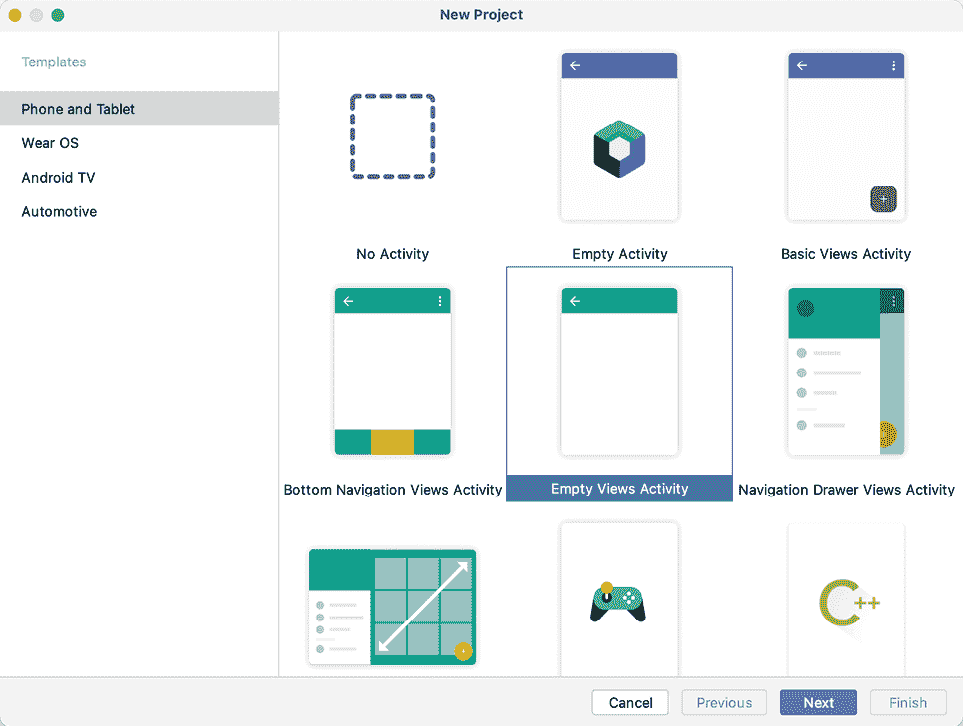 New Project
Templates
Phone and Tablet
Wear OS
Android TV
Automotive
No Activity
Empty Activity
Basic Views Activity
Bottom Navigation Views Activity
Empty Views Activity
Navigation Drawer Views Activity
C++
Cancel
Previous
Next
Finish